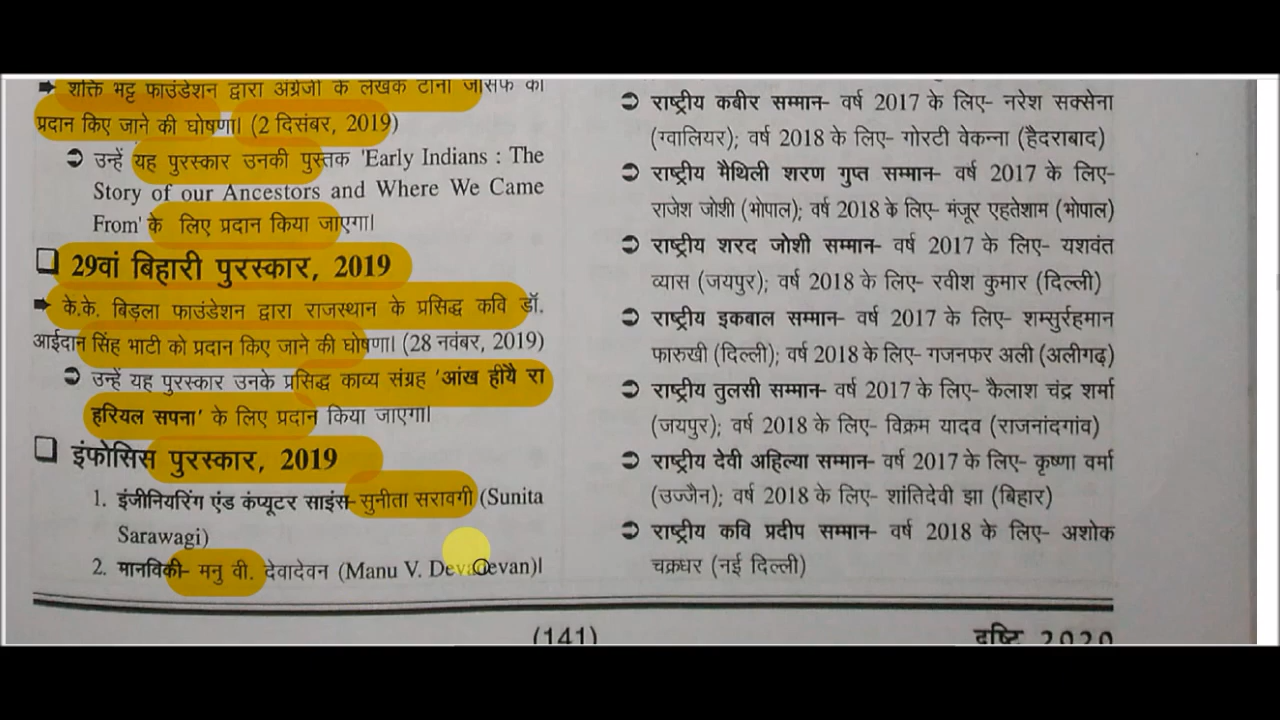 ➡ शक्ति भट्ट फाउंडेशन द्वारा अंग्रेजी के लेखक टोनी जोसेफ को
प्रदान किए जाने की घोषणा। (2 दिसंबर, 2019)
➲ उन्हें यह पुरस्कार उनकी पुस्तक 'Early Indians : The
Story of our Ancestors and Where We Came
From' के लिए प्रदान किया जाएगा।
❑ 29वां बिहारी पुरस्कार, 2019
➡ के.के. बिड़ला फाउंडेशन द्वारा राजस्थान के प्रसिद्ध कवि डॉ.
आईदान सिंह भाटी को प्रदान किए जाने की घोषणा। (28 नवंबर, 2019)
➲ उन्हें यह पुरस्कार उनके प्रसिद्ध काव्य संग्रह 'आंख हीयै रा
हरियल सपना' के लिए प्रदान किया जाएगा।
❑ इंफोसिस पुरस्कार, 2019
1. इंजीनियरिंग एंड कंप्यूटर साइंस- सुनीता सरावगी (Sunita
Sarawagi)
2. मानविकी- मनु वी. देवादेवन (Manu V. Devadevan)।
➲ राष्ट्रीय कबीर सम्मान- वर्ष 2017 के लिए- नरेश सक्सेना
(ग्वालियर); वर्ष 2018 के लिए- गोरटी वेकन्ना (हैदराबाद)
➲ राष्ट्रीय मैथिली शरण गुप्त सम्मान- वर्ष 2017 के लिए-
राजेश जोशी (भोपाल); वर्ष 2018 के लिए- मंजूर एहतेशाम (भोपाल)
➲ राष्ट्रीय शरद जोशी सम्मान- वर्ष 2017 के लिए- यशवंत
व्यास (जयपुर); वर्ष 2018 के लिए- रवीश कुमार (दिल्ली)
➲ राष्ट्रीय इकबाल सम्मान- वर्ष 2017 के लिए- शम्सुर्रहमान
फारुखी (दिल्ली); वर्ष 2018 के लिए- गजनफर अली (अलीगढ़)
➲ राष्ट्रीय तुलसी सम्मान- वर्ष 2017 के लिए- कैलाश चंद्र शर्मा
(जयपुर); वर्ष 2018 के लिए- विक्रम यादव (राजनांदगांव)
➲ राष्ट्रीय देवी अहिल्या सम्मान- वर्ष 2017 के लिए- कृष्णा वर्मा
(उज्जैन); वर्ष 2018 के लिए- शांतिदेवी झा (बिहार)
➲ राष्ट्रीय कवि प्रदीप सम्मान- वर्ष 2018 के लिए- अशोक
चक्रधर (नई दिल्ली)
(141)
दृष्टि 2020